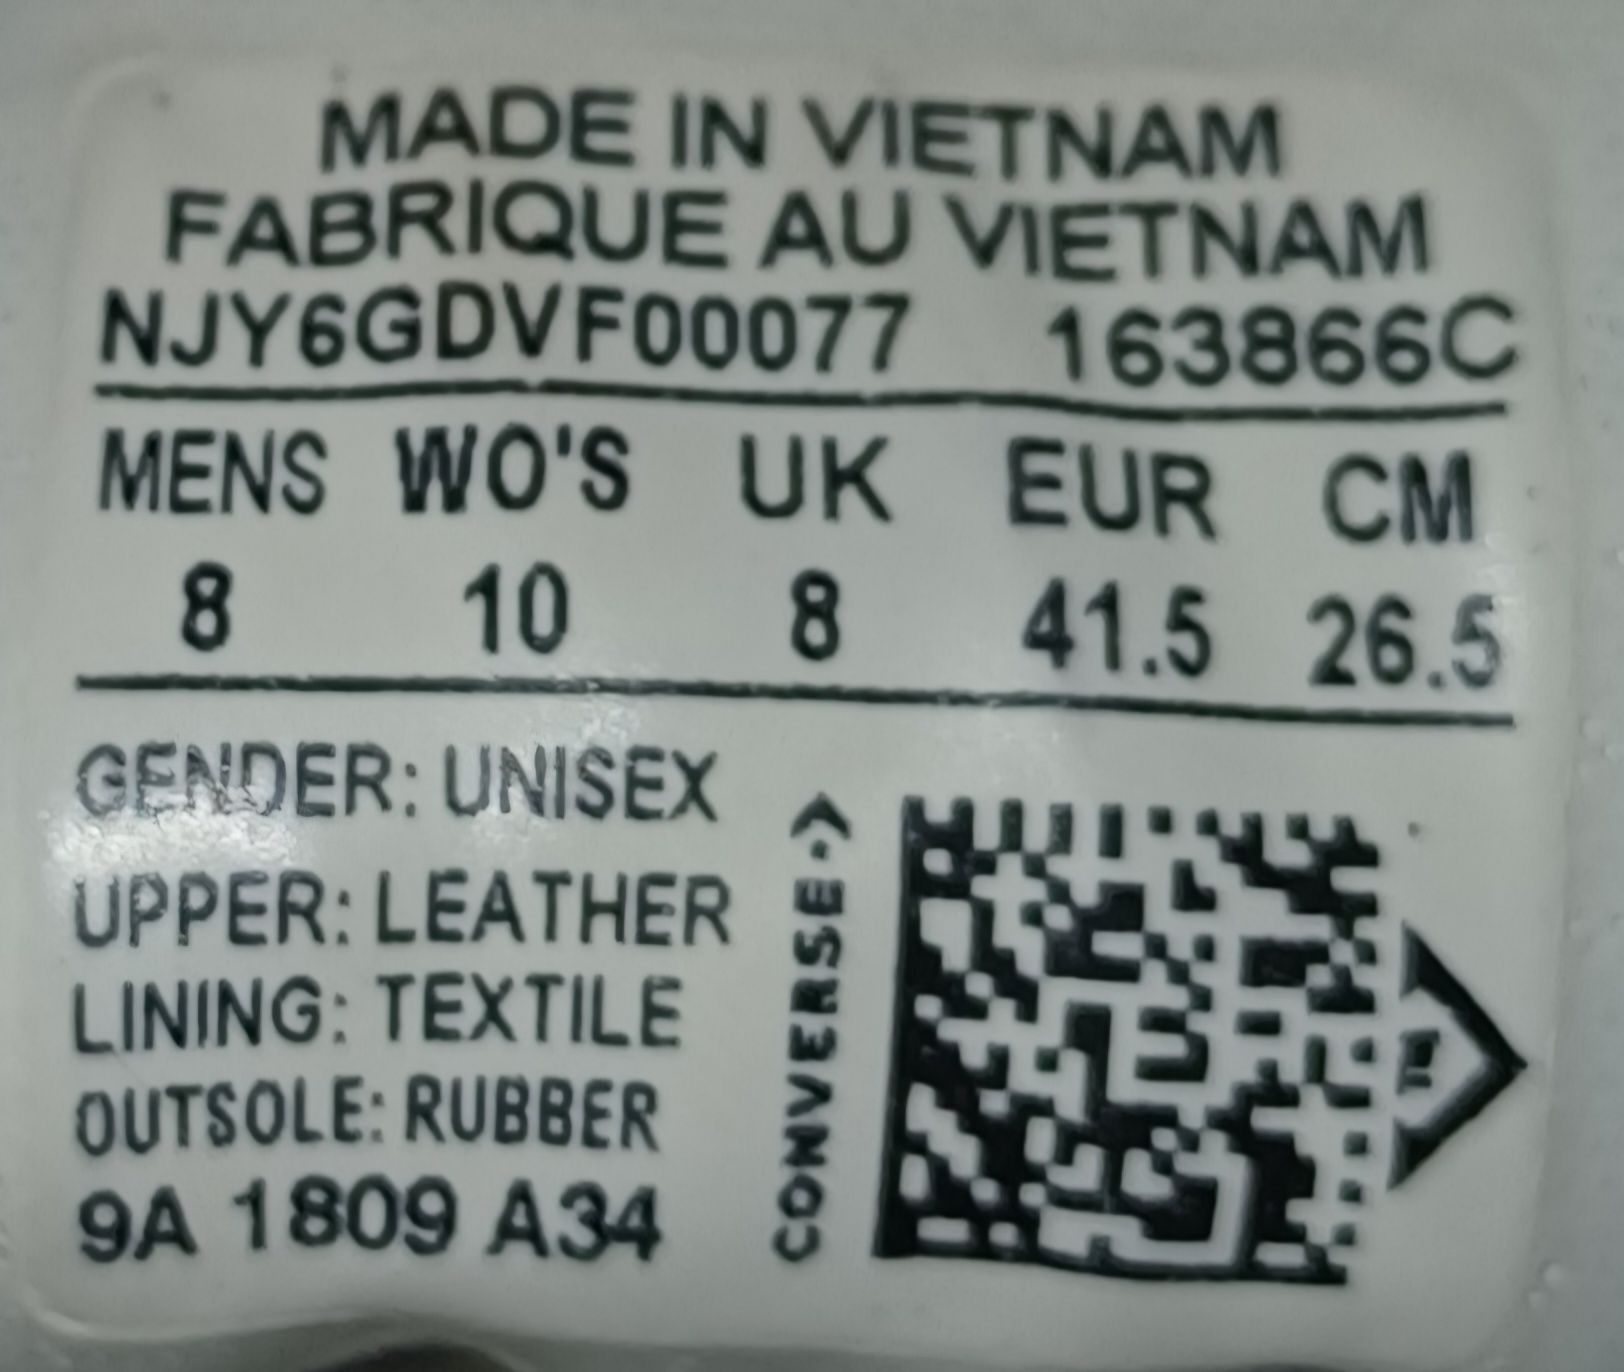 MADE IN VIETNAM
FABRIQUE AU VIETNAM
NJY6GDVF00077 163866C
MENS WO'S UK EUR CM
8 10 8 41.5 26.5
GENDER: UNISEX
UPPER: LEATHER
LINING: TEXTILE
OUTSOLE: RUBBER
9A 1809 A34
CONVERSE